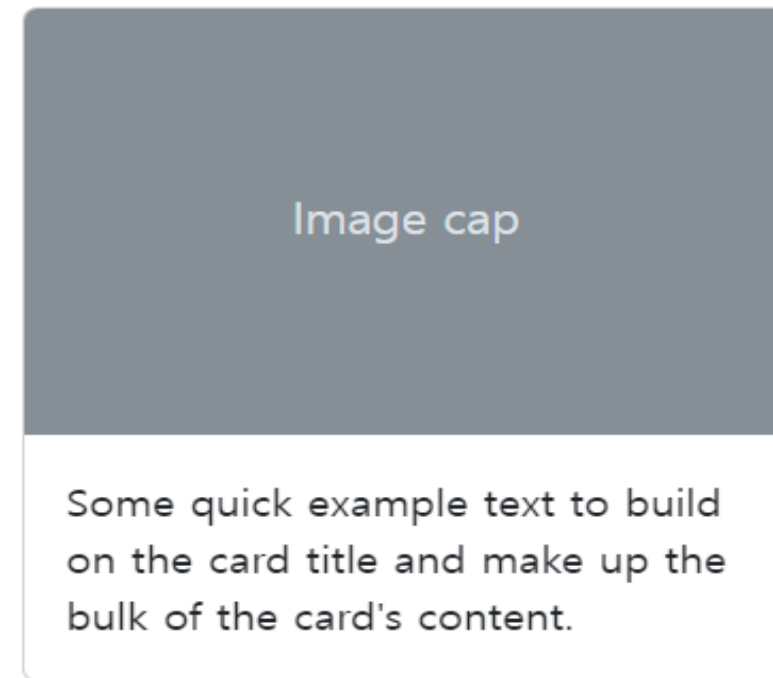 Image cap
Some quick example text to build
on the card title and make up the
bulk of the card's content.